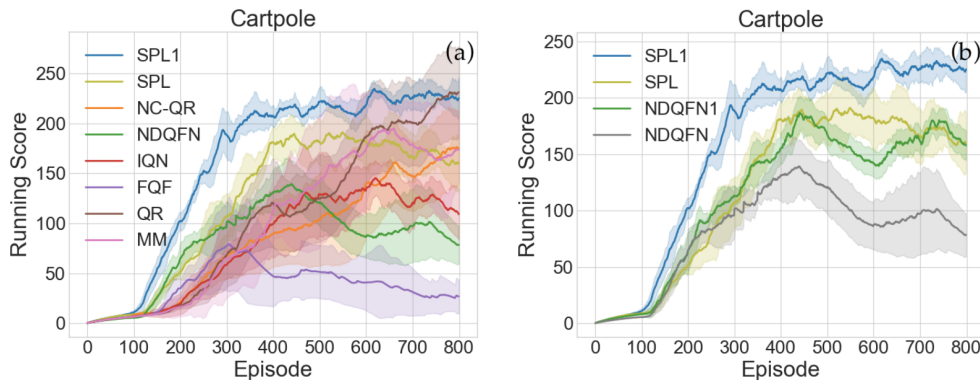 Cartpole
(a)
Running Score
250
200
150
100
50
0
SPL1
SPL
NC-QR
NDQFN
IQN
FQF
QR
MM
0 100 200 300 400 500 600 700 800
Episode
Cartpole
(b)
Running Score
250
200
150
100
50
0
SPL1
SPL
NDQFN1
NDQFN
0 100 200 300 400 500 600 700 800
Episode